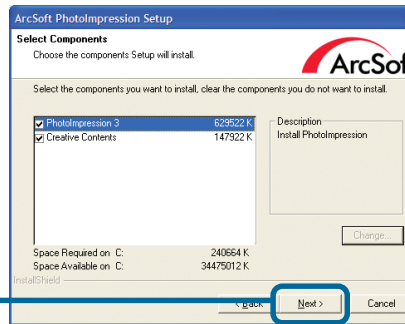 ArcSoft PhotoImpression Setup
Select Components
Choose the components Setup will install.
ArcSof
Select the components you want to install, clear the components you do not want to install.
PhotoImpression 3 629522 K
Creative Contents 147922 K
Description
Install PhotoImpression
Change...
Space Required on C: 240664 K
Space Available on C: 34475012 K
InstallShield
< Back Next > Cancel